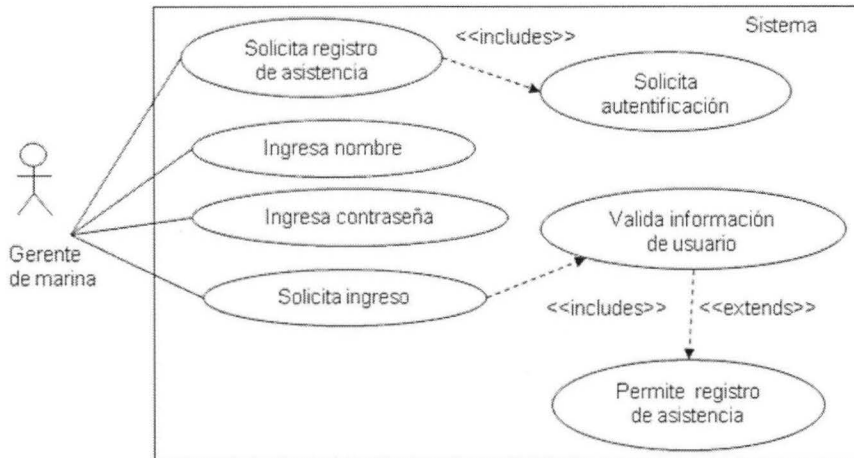 Sistema
Solicita registro
de asistencia
<<includes>>
Solicita
autentificación
Ingresa nombre
Ingresa contraseña
Gerente
de marina
Valida información
de usuario
Solicita ingreso
<<includes>>
<<extends>>
Permite registro
de asistencia